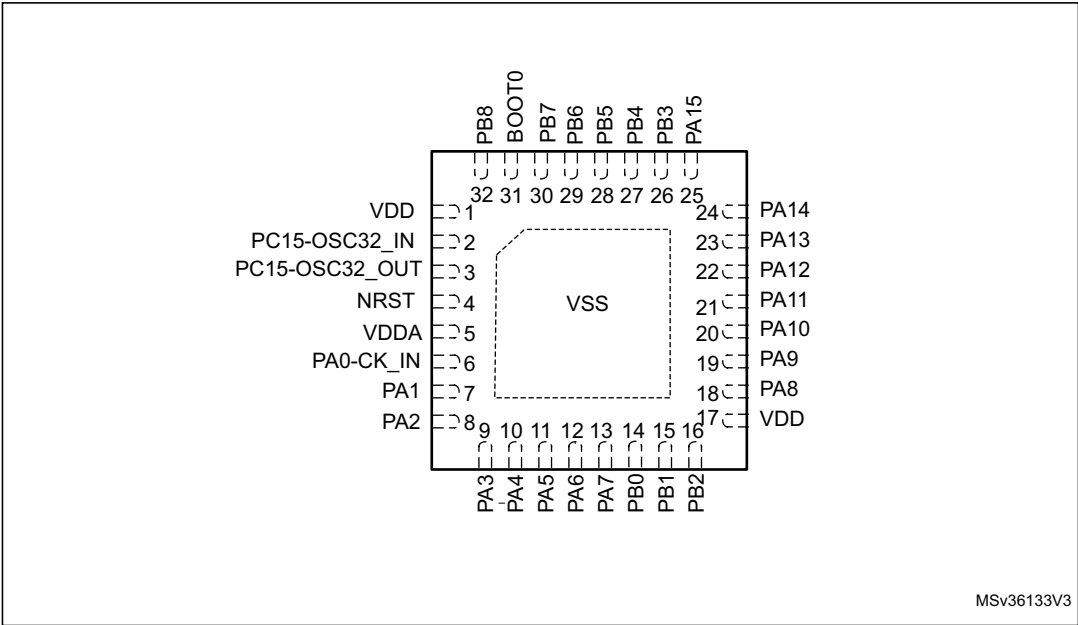 PB8
BOOT0
PB7
PB6
PB5
PB4
PB3
PA15
32 31 30 29 28 27 26 25
VDD 1
PC15-OSC32_IN 2
PC15-OSC32_OUT 3
NRST 4
VDDA 5
PA0-CK_IN 6
PA1 7
PA2 8
VSS
24 PA14
23 PA13
22 PA12
21 PA11
20 PA10
19 PA9
18 PA8
17 VDD
9 10 11 12 13 14 15 16
PA3
PA4
PA5
PA6
PA7
PB0
PB1
PB2
MSv36133V3